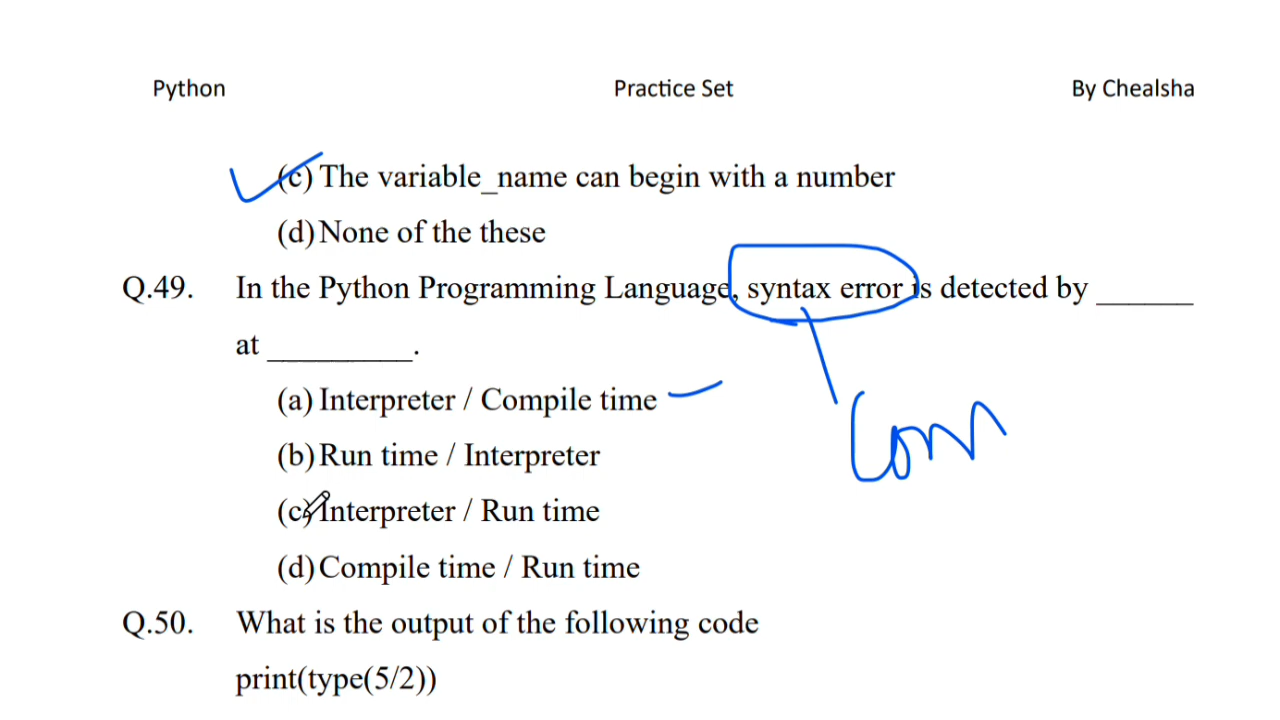 Python Practice Set By Chealsha
(c) The variable_name can begin with a number
(d) None of the these
Q.49. In the Python Programming Language, syntax error is detected by ______
at _________.
(a) Interpreter / Compile time
(b) Run time / Interpreter
(c) Interpreter / Run time
(d) Compile time / Run time
Com
Q.50. What is the output of the following code
print(type(5/2))